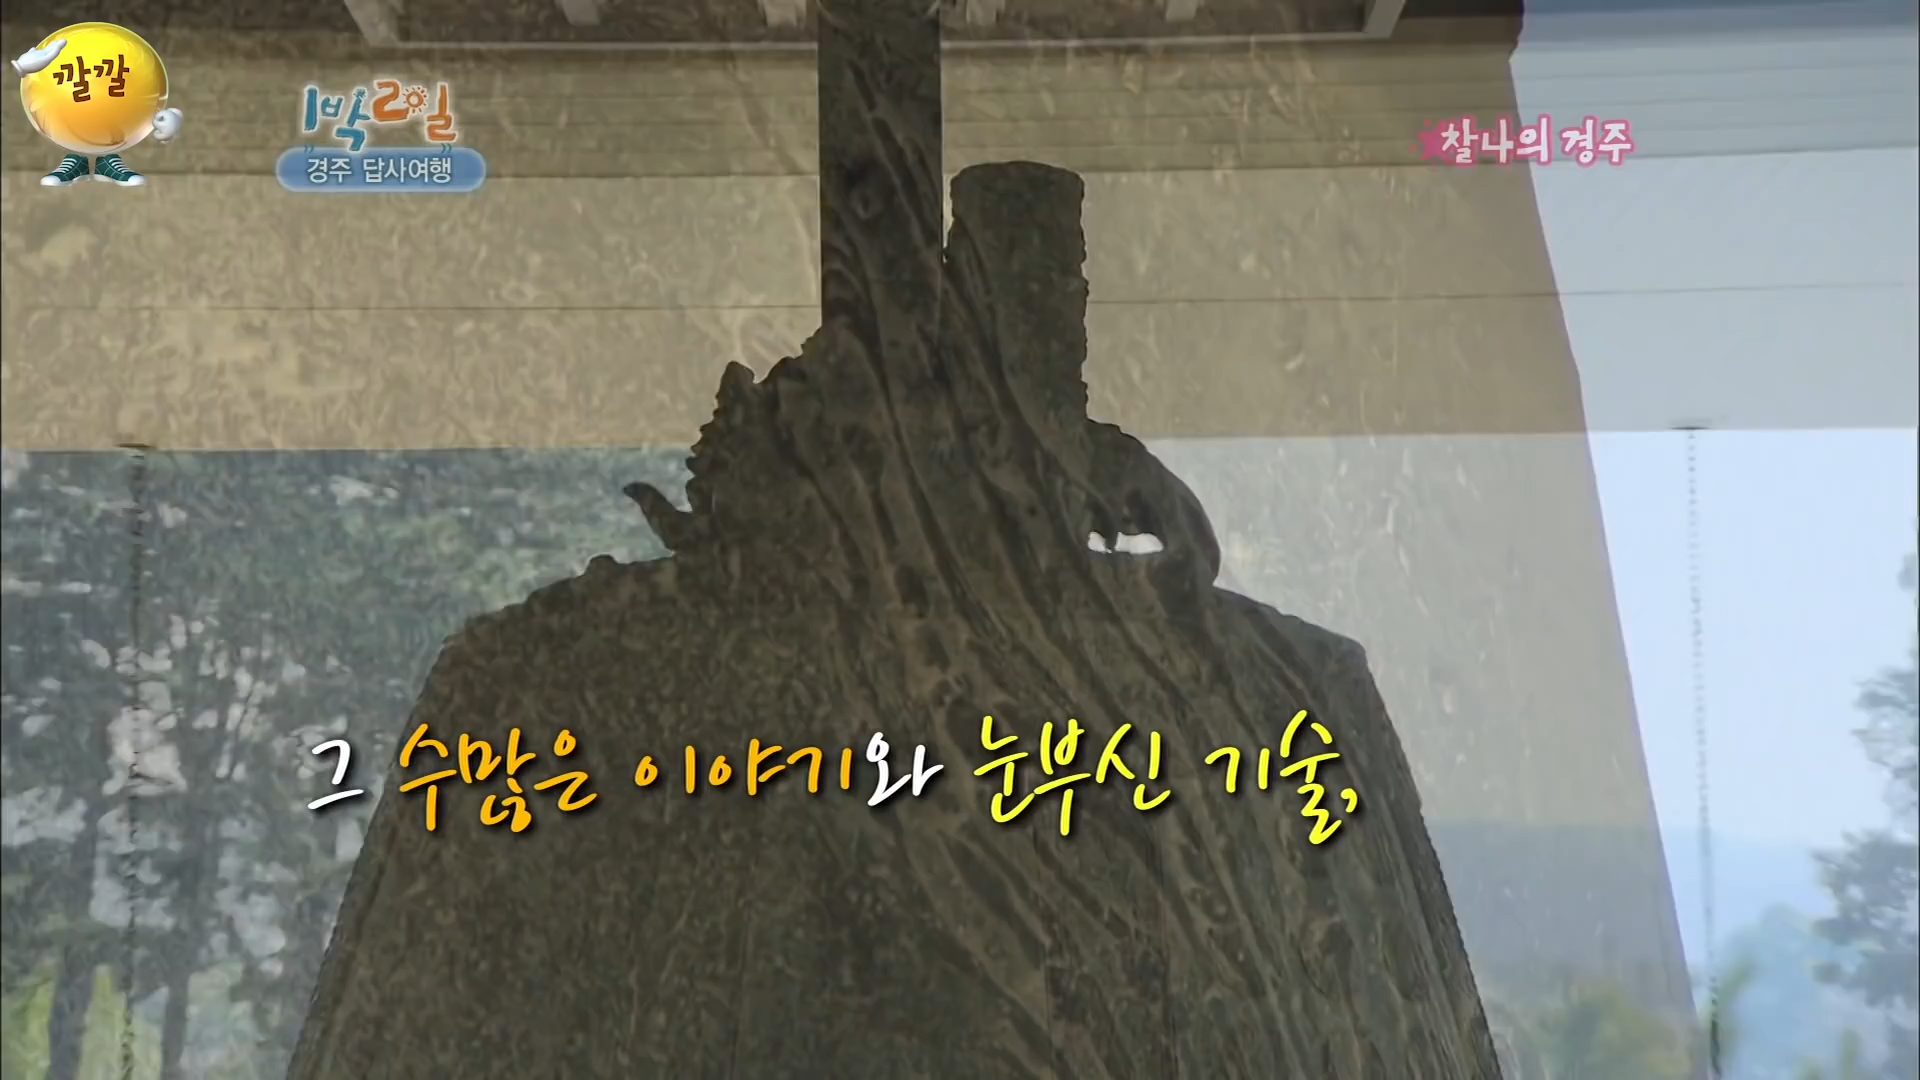 깔깔
1박2일
경주 답사여행
찰나의 경주
그 수많은 이야기와 눈부신 기술,